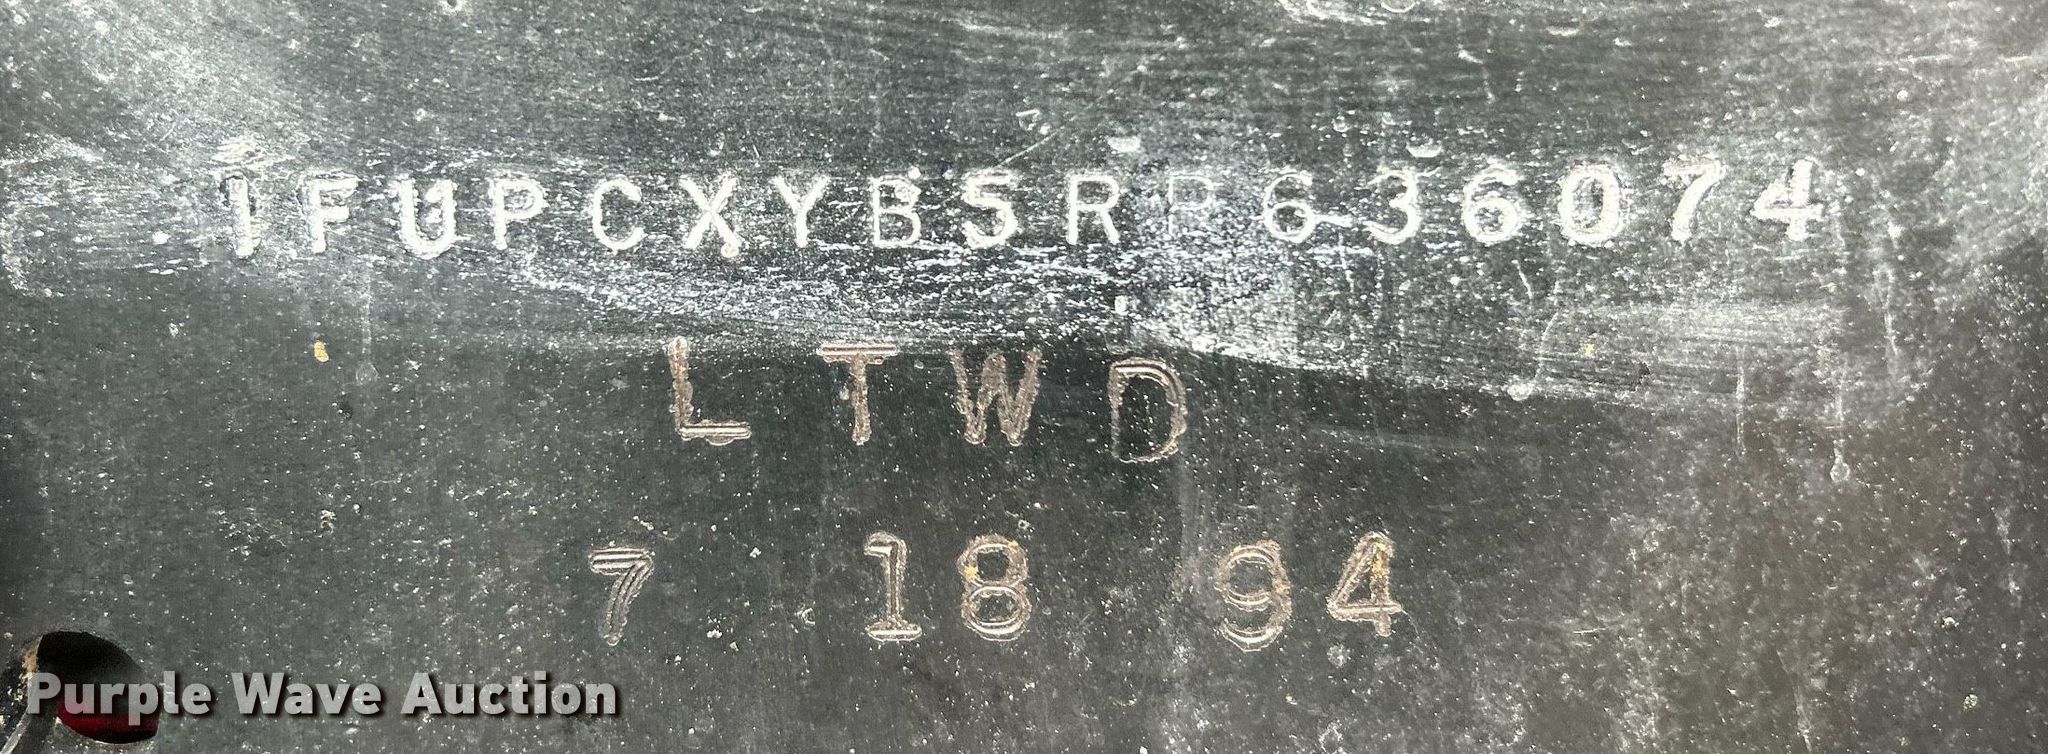 1FUPCXYB5RP636074
LTWD
7 18 94
Purple Wave Auction